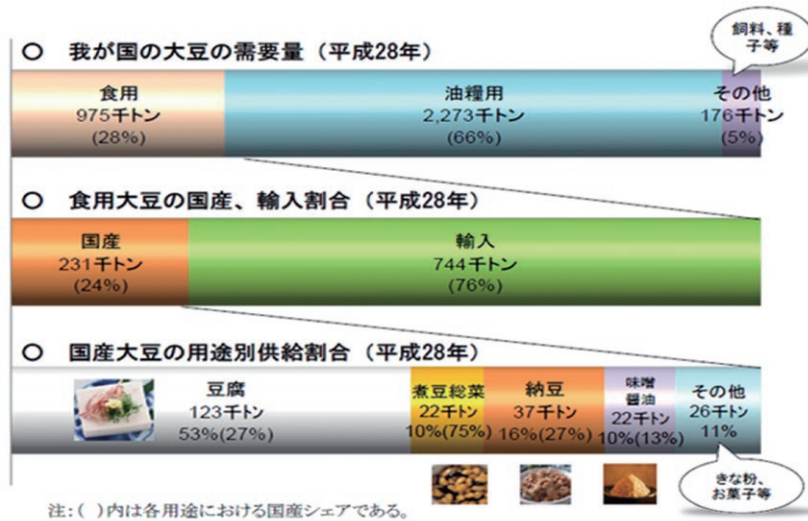 飼料、種
子等
○ 我が国の大豆の需要量（平成28年）
食用
975千トン
(28%)
油糧用
2,273千トン
(66%)
その他
176千トン
(5%)
○ 食用大豆の国産、輸入割合（平成28年）
国産
231千トン
(24%)
輸入
744千トン
(76%)
○ 国産大豆の用途別供給割合（平成28年）
豆腐
123千トン
53%(27%)
煮豆総菜
22千トン
10%(75%)
納豆
37千トン
16%(27%)
味噌
醤油
22千トン
10%(13%)
その他
26千トン
11%
きな粉、
お菓子等
注：( )内は各用途における国産シェアである。